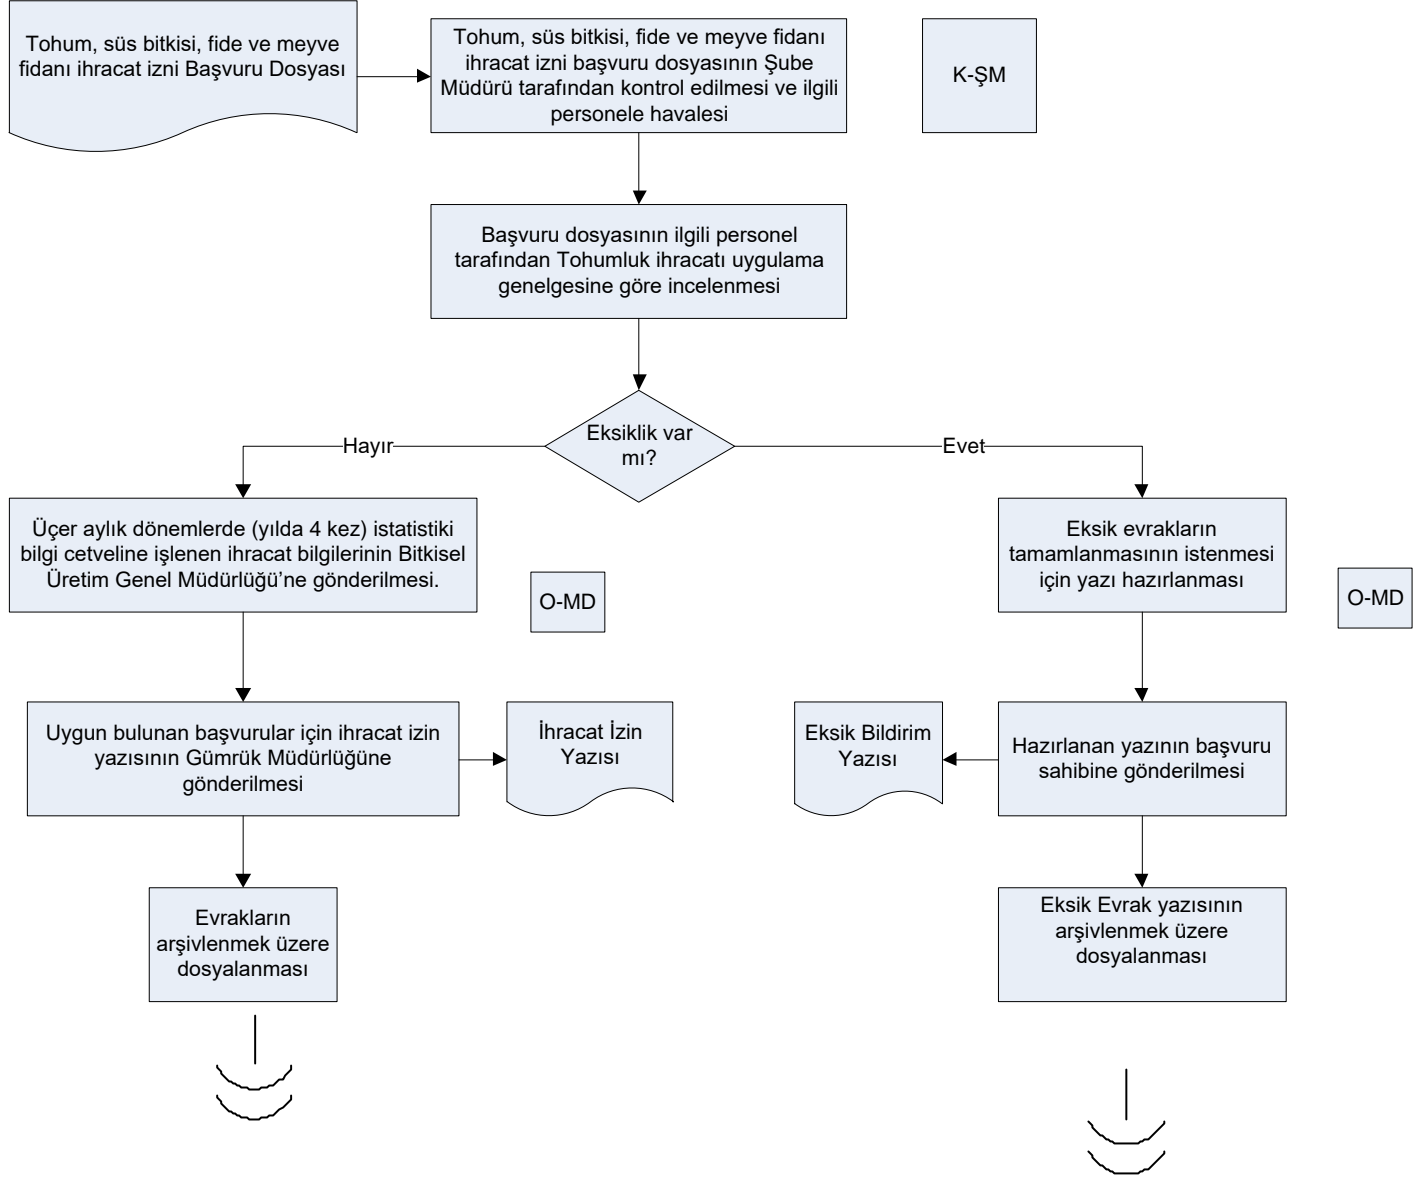 Tohum, süs bitkisi, fide ve meyve
fidanı ihracat izni Başvuru Dosyası
Tohum, süs bitkisi, fide ve meyve fidanı
ihracat izni başvuru dosyasının Şube
Müdürü tarafından kontrol edilmesi ve ilgili
personele havalesi
K-ŞM
Başvuru dosyasının ilgili personel
tarafından Tohumluk ihracatı uygulama
genelgesine göre incelenmesi
Eksiklik var
mı?
Hayır
Evet
Üçer aylık dönemlerde (yılda 4 kez) istatistiki
bilgi cetveline işlenen ihracat bilgilerinin Bitkisel
Üretim Genel Müdürlüğü’ne gönderilmesi.
O-MD
Eksik evrakların
tamamlanmasının istenmesi
için yazı hazırlanması
O-MD
Uygun bulunan başvurular için ihracat izin
yazısının Gümrük Müdürlüğüne
gönderilmesi
İhracat İzin
Yazısı
Eksik Bildirim
Yazısı
Hazırlanan yazının başvuru
sahibine gönderilmesi
Evrakların
arşivlenmek üzere
dosyalanması
Eksik Evrak yazısının
arşivlenmek üzere
dosyalanması